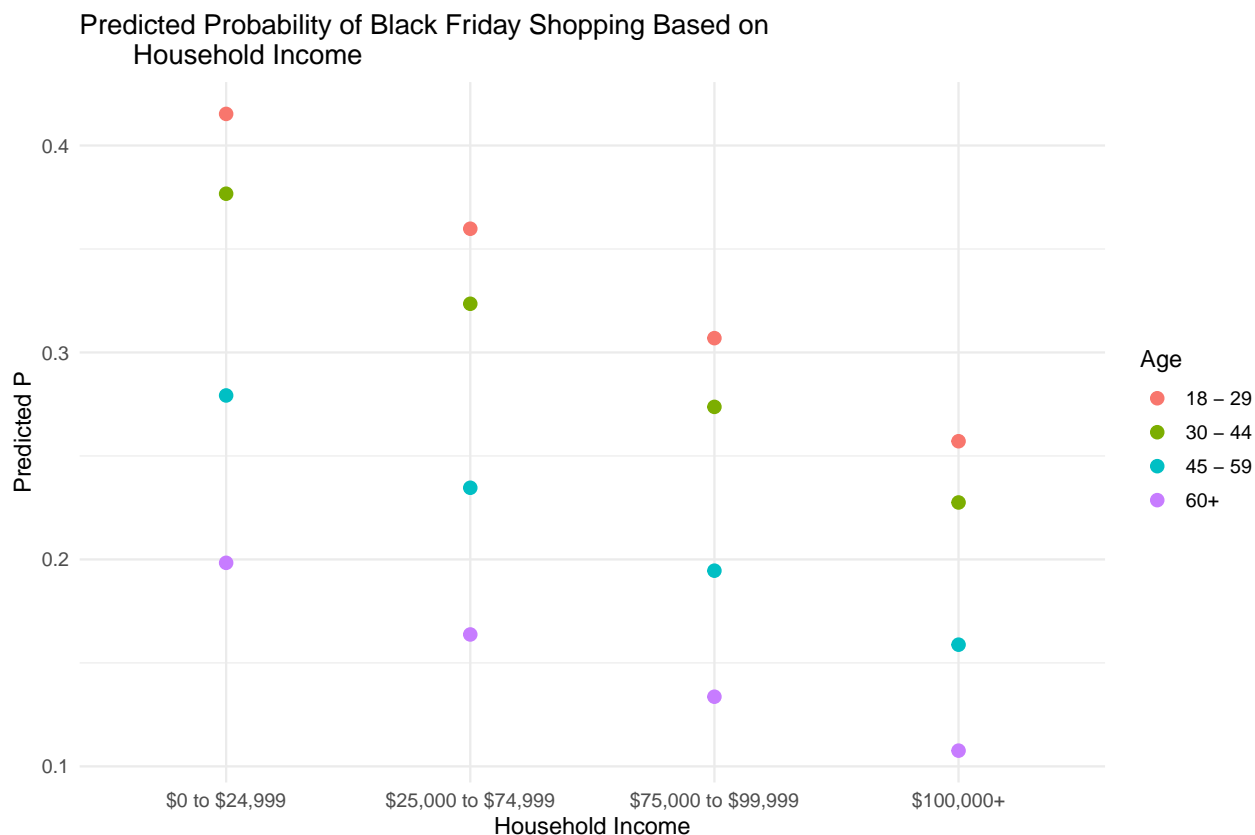 Predicted Probability of Black Friday Shopping Based on
Household Income
0.4
0.3
0.2
0.1
Predicted P
$0 to $24,999
$25,000 to $74,999
$75,000 to $99,999
$100,000+
Household Income
Age
18 – 29
30 – 44
45 – 59
60+